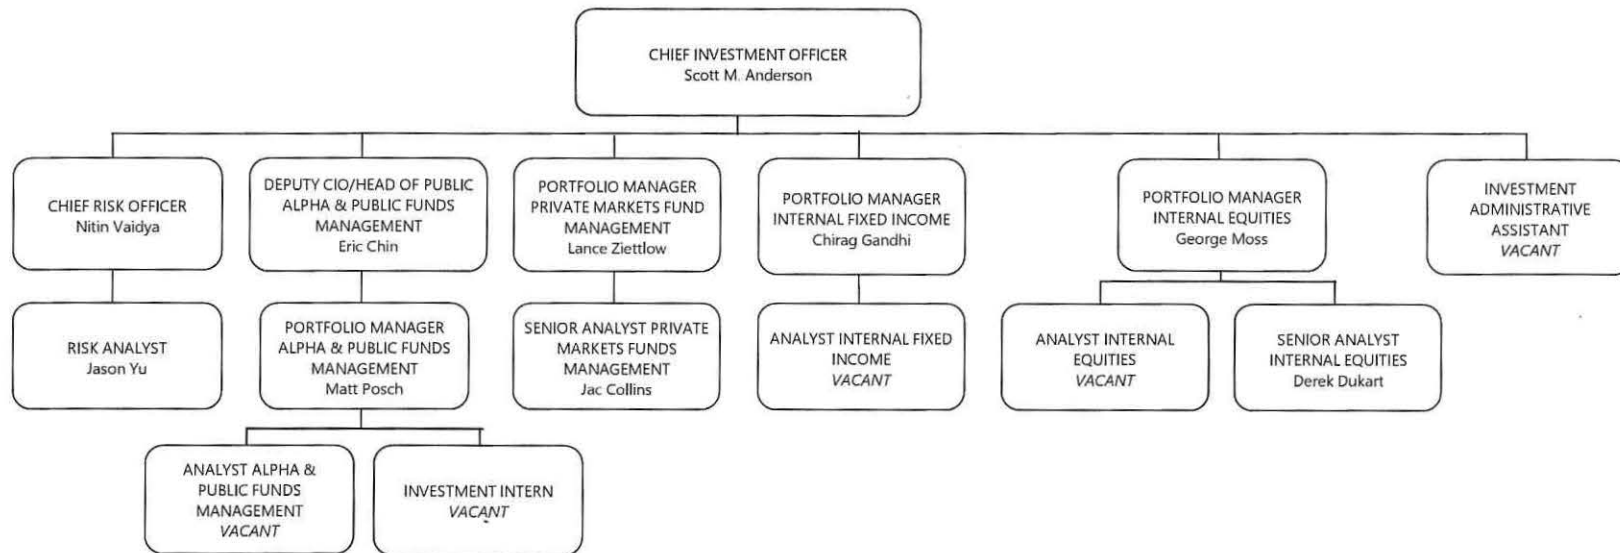 CHIEF INVESTMENT OFFICER
Scott M. Anderson
CHIEF RISK OFFICER
Nitin Vaidya
DEPUTY CIO/HEAD OF PUBLIC
ALPHA & PUBLIC FUNDS
MANAGEMENT
Eric Chin
PORTFOLIO MANAGER
PRIVATE MARKETS FUND
MANAGEMENT
Lance Ziettlow
PORTFOLIO MANAGER
INTERNAL FIXED INCOME
Chirag Gandhi
PORTFOLIO MANAGER
INTERNAL EQUITIES
George Moss
INVESTMENT
ADMINISTRATIVE
ASSISTANT
VACANT
RISK ANALYST
Jason Yu
PORTFOLIO MANAGER
ALPHA & PUBLIC FUNDS
MANAGEMENT
Matt Posch
SENIOR ANALYST PRIVATE
MARKETS FUNDS
MANAGEMENT
Jac Collins
ANALYST INTERNAL FIXED
INCOME
VACANT
ANALYST INTERNAL
EQUITIES
VACANT
SENIOR ANALYST
INTERNAL EQUITIES
Derek Dukart
ANALYST ALPHA &
PUBLIC FUNDS
MANAGEMENT
VACANT
INVESTMENT INTERN
VACANT